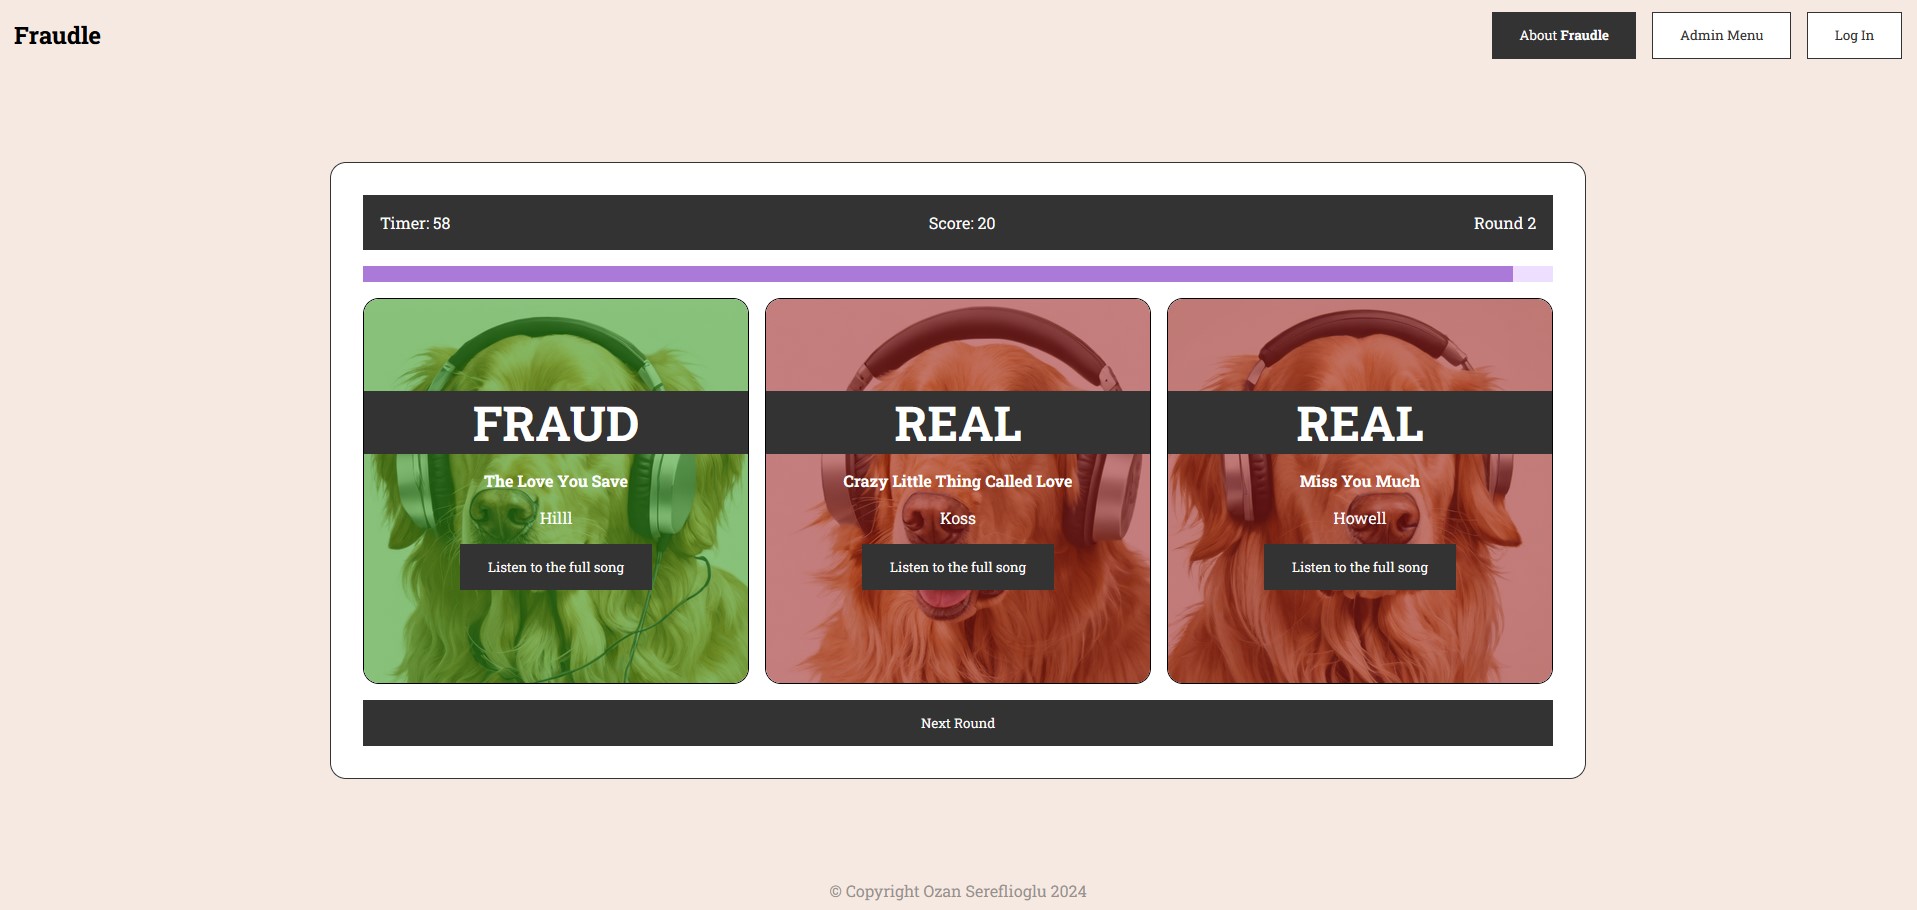 Fraudle
About Fraudle
Admin Menu
Log In
Timer: 58
Score: 20
Round 2
FRAUD
The Love You Save
Hilll
Listen to the full song
REAL
Crazy Little Thing Called Love
Koss
Listen to the full song
REAL
Miss You Much
Howell
Listen to the full song
Next Round
© Copyright Ozan Sereflioglu 2024